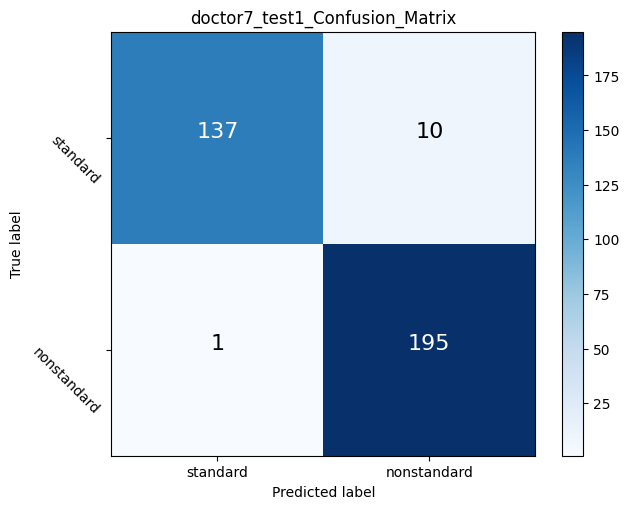 doctor7_test1_Confusion_Matrix
True label
standard
137
10
nonstandard
1
195
standard
nonstandard
Predicted label
175
150
125
100
75
50
25